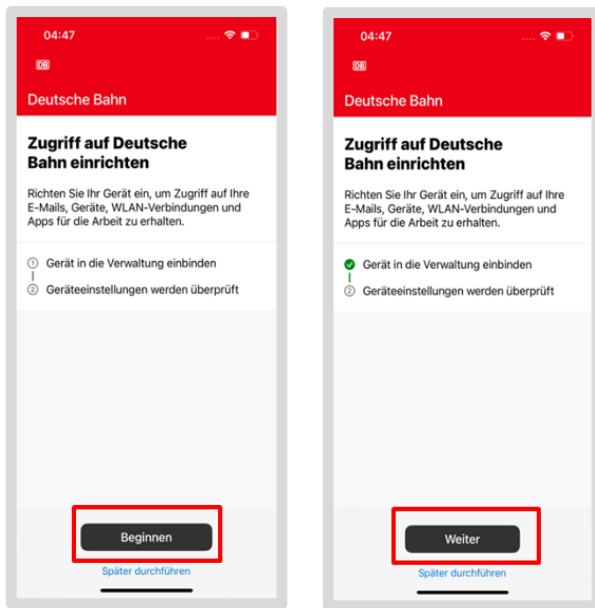 04:47
DB
Deutsche Bahn
Zugriff auf Deutsche
Bahn einrichten
Richten Sie Ihr Gerät ein, um Zugriff auf Ihre
E-Mails, Geräte, WLAN-Verbindungen und
Apps für die Arbeit zu erhalten.
1 Gerät in die Verwaltung einbinden
2 Geräteeinstellungen werden überprüft
Beginnen
Später durchführen
04:47
DB
Deutsche Bahn
Zugriff auf Deutsche
Bahn einrichten
Richten Sie Ihr Gerät ein, um Zugriff auf Ihre
E-Mails, Geräte, WLAN-Verbindungen und
Apps für die Arbeit zu erhalten.
Gerät in die Verwaltung einbinden
2 Geräteeinstellungen werden überprüft
Weiter
Später durchführen